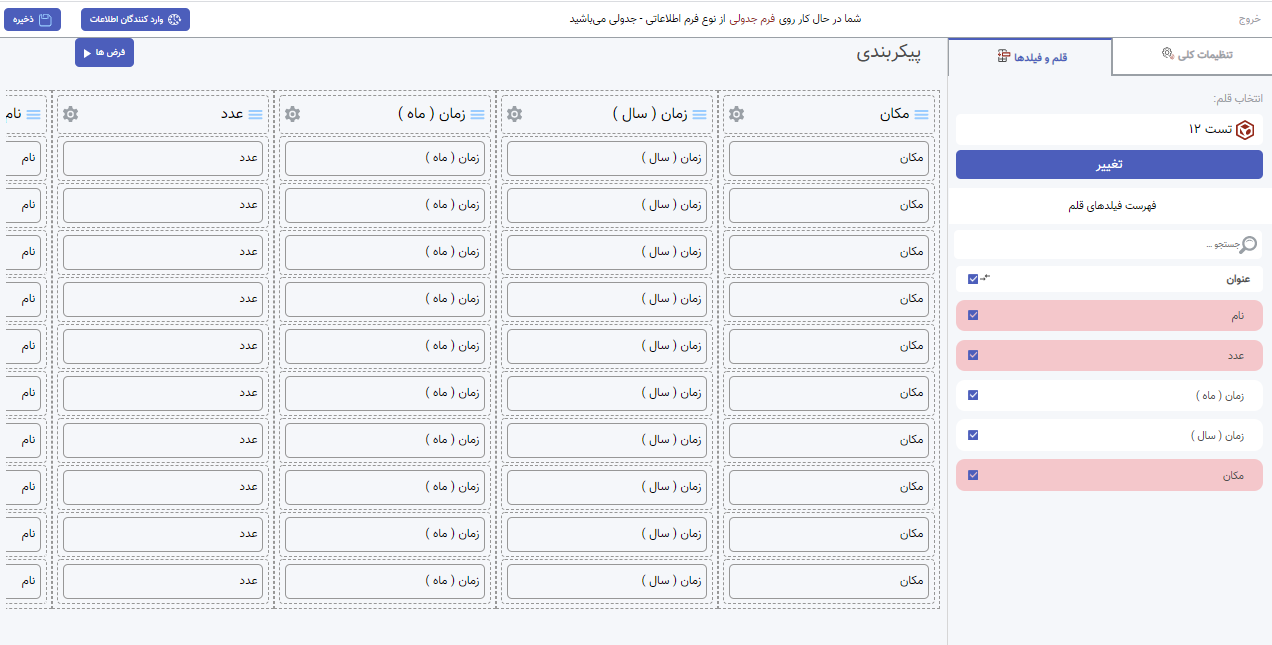 خروج
شما در حال کار روی فرم جدولی از نوع فرم اطلاعاتی - جدولی می‌باشید
وارد کنندگان اطلاعات
ذخیره
تنظیمات کلی
قلم و فیلدها
انتخاب قلم:
تست ۱۲
تغییر
فهرست فیلدهای قلم
جستجو ...
عنوان
نام
عدد
زمان ( ماه )
زمان ( سال )
مکان
پیکربندی
فرض ها
مکان زمان ( سال ) زمان ( ماه ) عدد نام
مکان زمان ( سال ) زمان ( ماه ) عدد نام
مکان زمان ( سال ) زمان ( ماه ) عدد نام
مکان زمان ( سال ) زمان ( ماه ) عدد نام
مکان زمان ( سال ) زمان ( ماه ) عدد نام
مکان زمان ( سال ) زمان ( ماه ) عدد نام
مکان زمان ( سال ) زمان ( ماه ) عدد نام
مکان زمان ( سال ) زمان ( ماه ) عدد نام
مکان زمان ( سال ) زمان ( ماه ) عدد نام
مکان زمان ( سال ) زمان ( ماه ) عدد نام
مکان زمان ( سال ) زمان ( ماه ) عدد نام